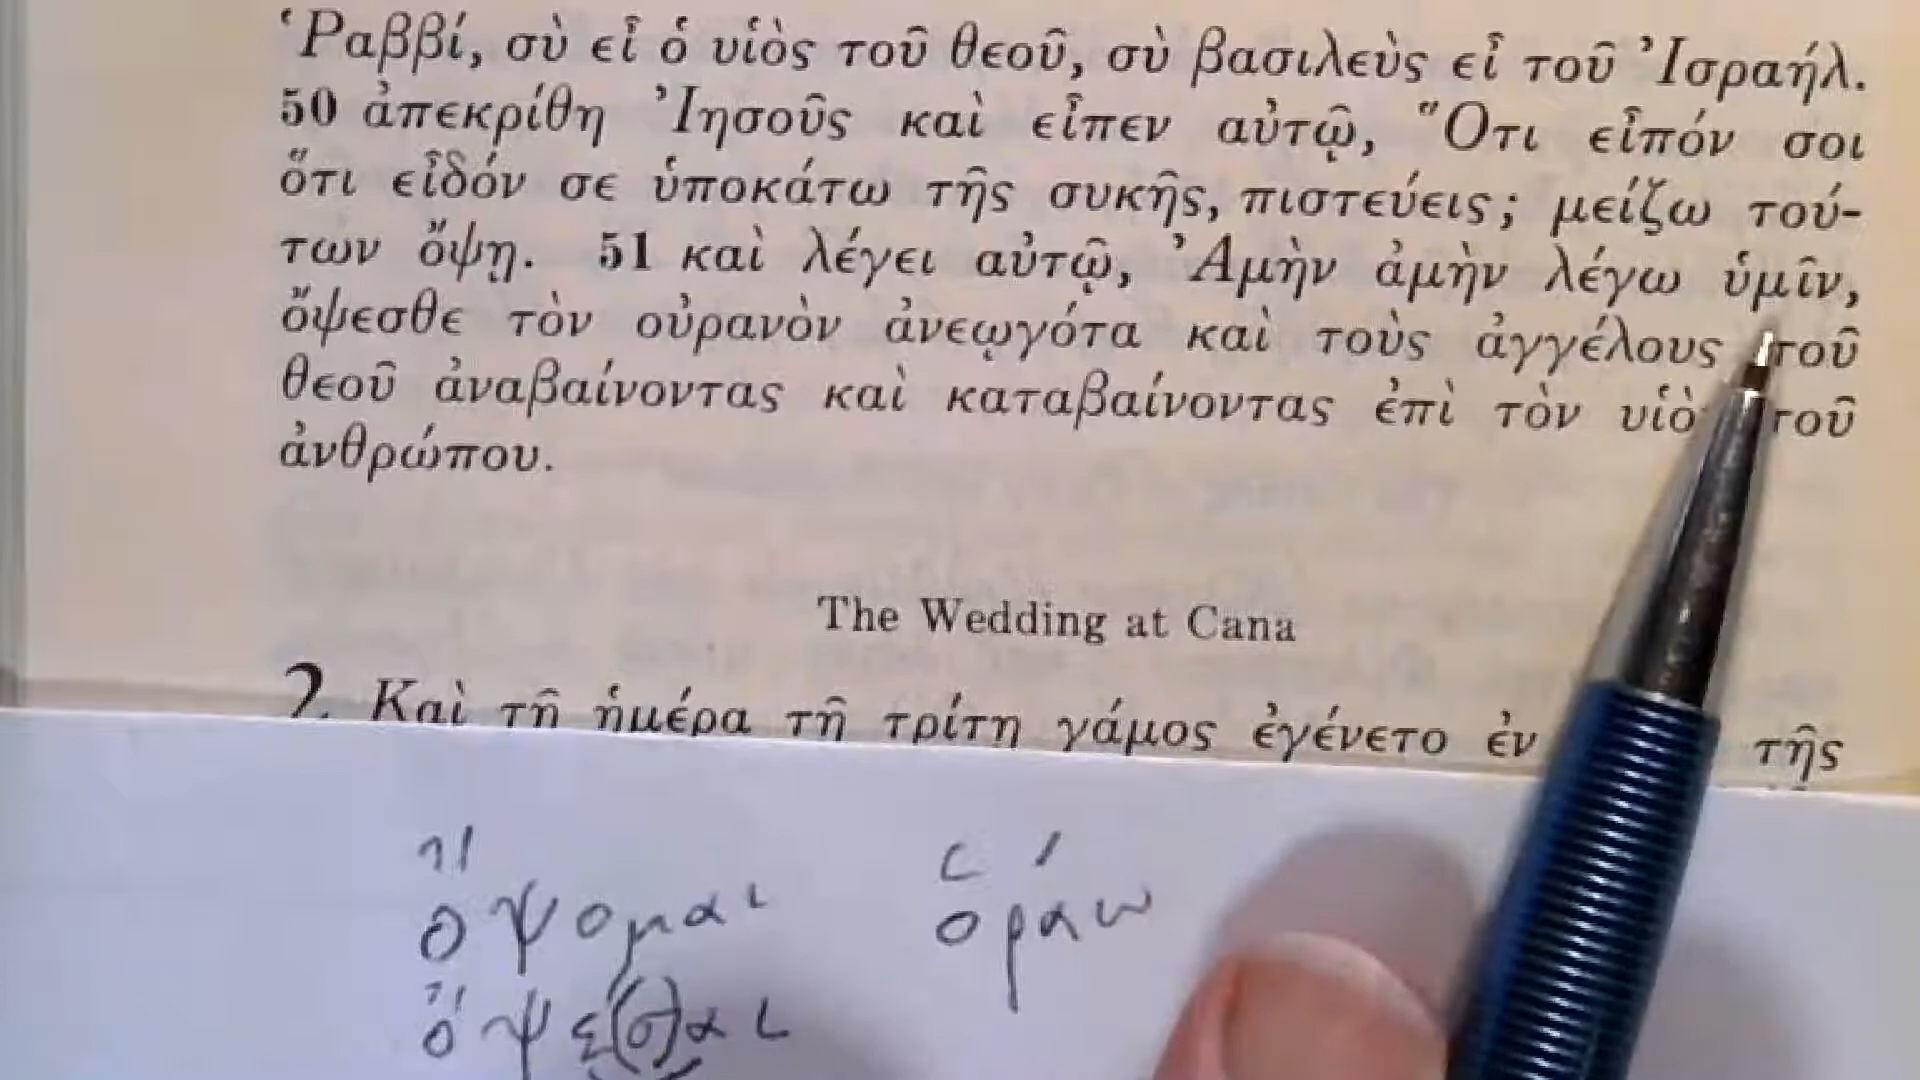 Ῥαββί, σὺ εἶ ὁ υἱὸς τοῦ θεοῦ, σὺ βασιλεὺς εἶ τοῦ Ἰσραήλ.
50 ἀπεκρίθη Ἰησοῦς καὶ εἶπεν αὐτῷ, Ὅτι εἶπόν σοι
ὅτι εἶδόν σε ὑποκάτω τῆς συκῆς, πιστεύεις; μείζω τού-
των ὄψῃ. 51 καὶ λέγει αὐτῷ, Ἀμὴν ἀμὴν λέγω ὑμῖν,
ὄψεσθε τὸν οὐρανὸν ἀνεῳγότα καὶ τοὺς ἀγγέλους τοῦ
θεοῦ ἀναβαίνοντας καὶ καταβαίνοντας ἐπὶ τὸν τοῦ
ἀνθρώπου.
The Wedding at Cana
2 Καὶ τῇ ἡμέρᾳ τῇ τρίτῃ γάμος ἐγένετο ἐν τῆς
ὄψομαι ὁράω
ὄψε(σ)αι